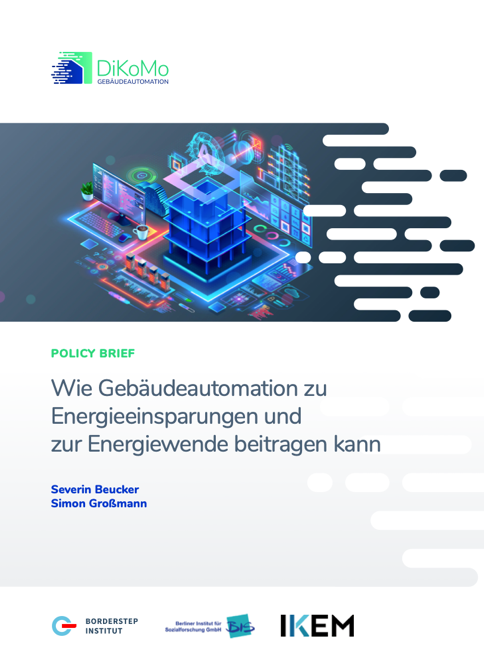 DiKoMo
GEBÄUDEAUTOMATION
POLICY BRIEF
Wie Gebäudeautomation zu
Energieeinsparungen und
zur Energiewende beitragen kann
Severin Beucker
Simon Großmann
BORDERSTEP
INSTITUT
Berliner Institut für
Sozialforschung GmbH
BIS
IKEM